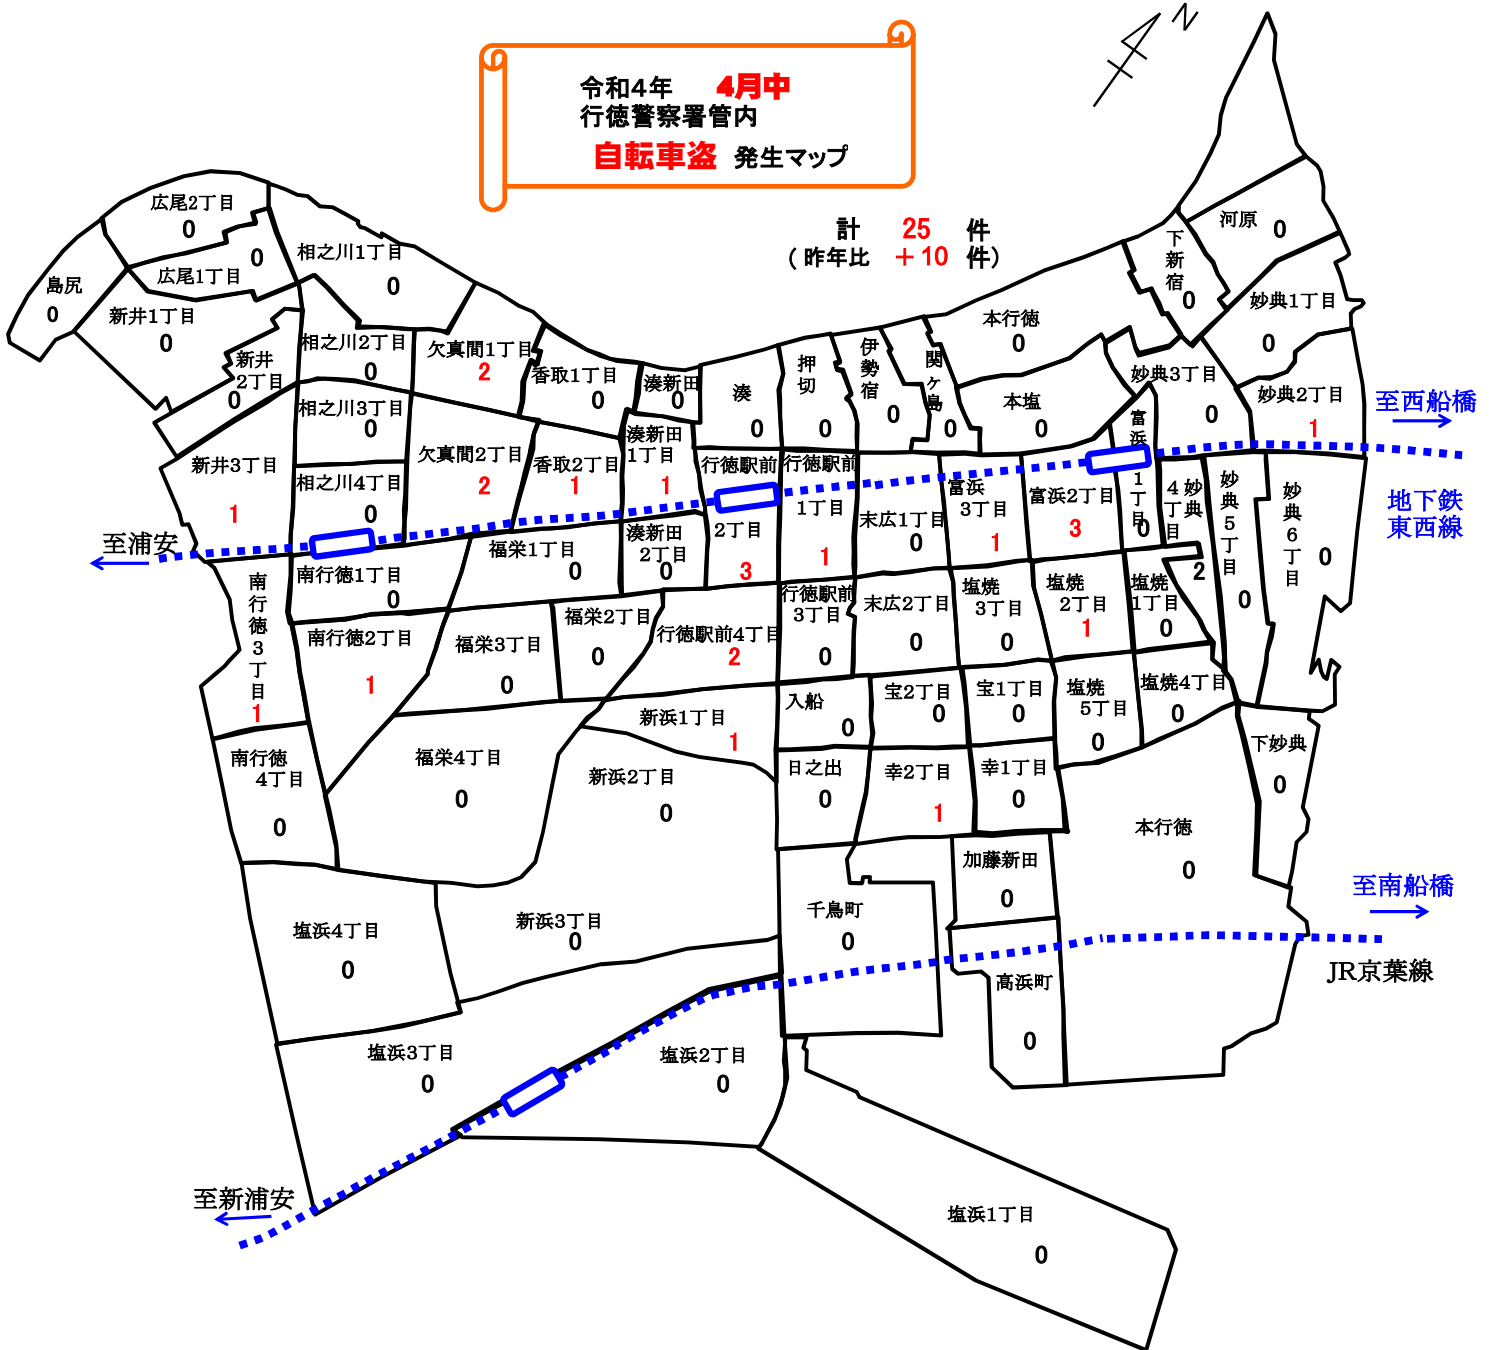 令和4年 4月中
行徳警察署管内
自転車盗 発生マップ
計 25 件
(昨年比 +10 件)
N
広尾2丁目
0
広尾1丁目
0
島尻
0
相之川1丁目
0
新井1丁目
0
新井
2丁目
0
相之川2丁目
0
欠真間1丁目
2
香取1丁目
0
湊新田
0
湊
0
押切
0
伊勢宿
0
関ヶ島
0
本行徳
0
本塩
0
下新宿
0
河原
0
妙典1丁目
0
妙典2丁目
1
妙典3丁目
0
至西船橋
地下鉄
東西線
相之川3丁目
0
新井3丁目
1
相之川4丁目
0
欠真間2丁目
2
香取2丁目
1
湊新田
1丁目
1
行徳駅前
2丁目
3
行徳駅前
1丁目
1
末広1丁目
0
富浜
3丁目
1
富浜2丁目
3
富浜1丁目
0
妙典4丁目
2
妙典5丁目
0
妙典6丁目
0
至浦安
南行徳1丁目
0
福栄1丁目
0
湊新田
2丁目
0
南行徳3丁目
1
南行徳2丁目
1
福栄3丁目
0
福栄2丁目
0
行徳駅前4丁目
2
行徳駅前
3丁目
0
末広2丁目
0
塩焼
3丁目
0
塩焼
2丁目
1
塩焼
1丁目
0
南行徳
4丁目
0
福栄4丁目
0
新浜1丁目
1
入船
0
宝2丁目
0
宝1丁目
0
塩焼
5丁目
0
塩焼4丁目
0
下妙典
0
新浜2丁目
0
日之出
0
幸2丁目
1
幸1丁目
0
本行徳
0
加藤新田
0
至南船橋
JR京葉線
塩浜4丁目
0
新浜3丁目
0
千鳥町
0
高浜町
0
塩浜3丁目
0
塩浜2丁目
0
至新浦安
塩浜1丁目
0